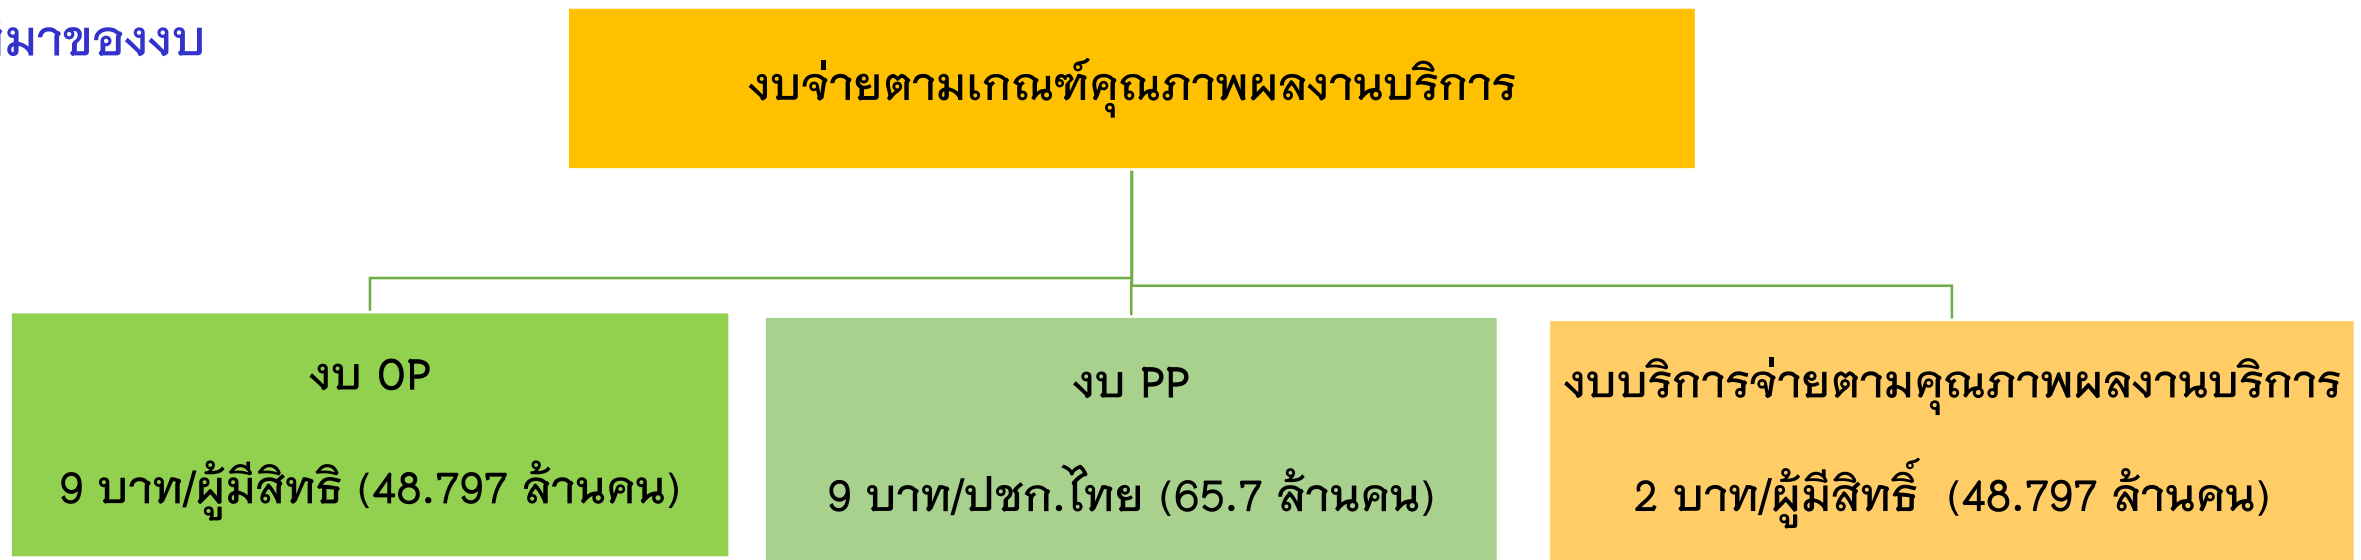 มาของงบ
งบจ่ายตามเกณฑ์คุณภาพผลงานบริการ
งบ OP
9 บาท/ผู้มีสิทธิ (48.797 ล้านคน)
งบ PP
9 บาท/ปชก.ไทย (65.7 ล้านคน)
งบบริการจ่ายตามคุณภาพผลงานบริการ
2 บาท/ผู้มีสิทธิ์ (48.797 ล้านคน)